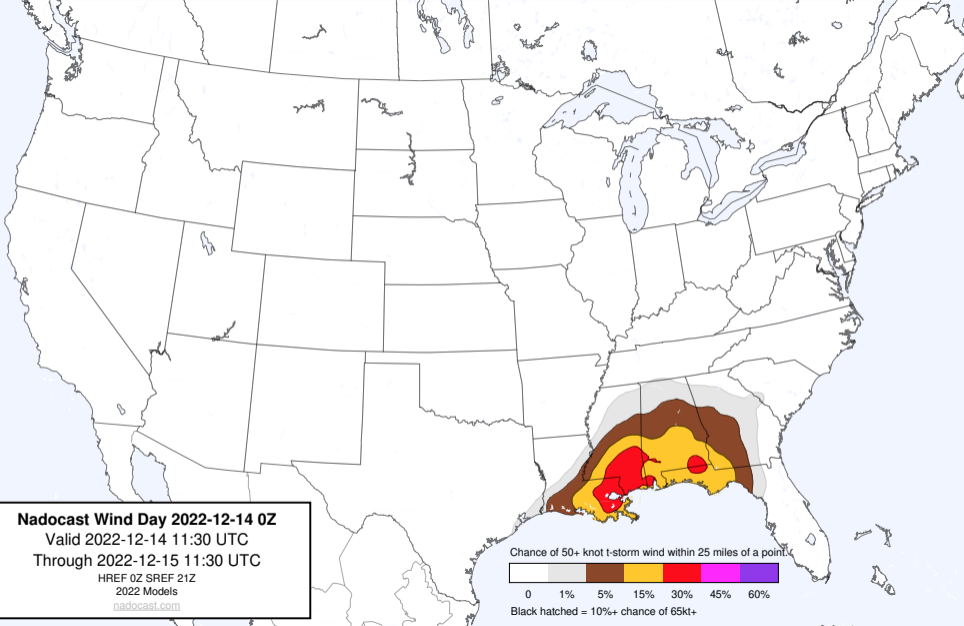 Nadocast Wind Day 2022-12-14 0Z
Valid 2022-12-14 11:30 UTC
Through 2022-12-15 11:30 UTC
HREF 0Z SREF 21Z
2022 Models
nadocast.com
Chance of 50+ knot t-storm wind within 25 miles of a point.
0 1% 5% 15% 30% 45% 60%
Black hatched = 10%+ chance of 65kt+